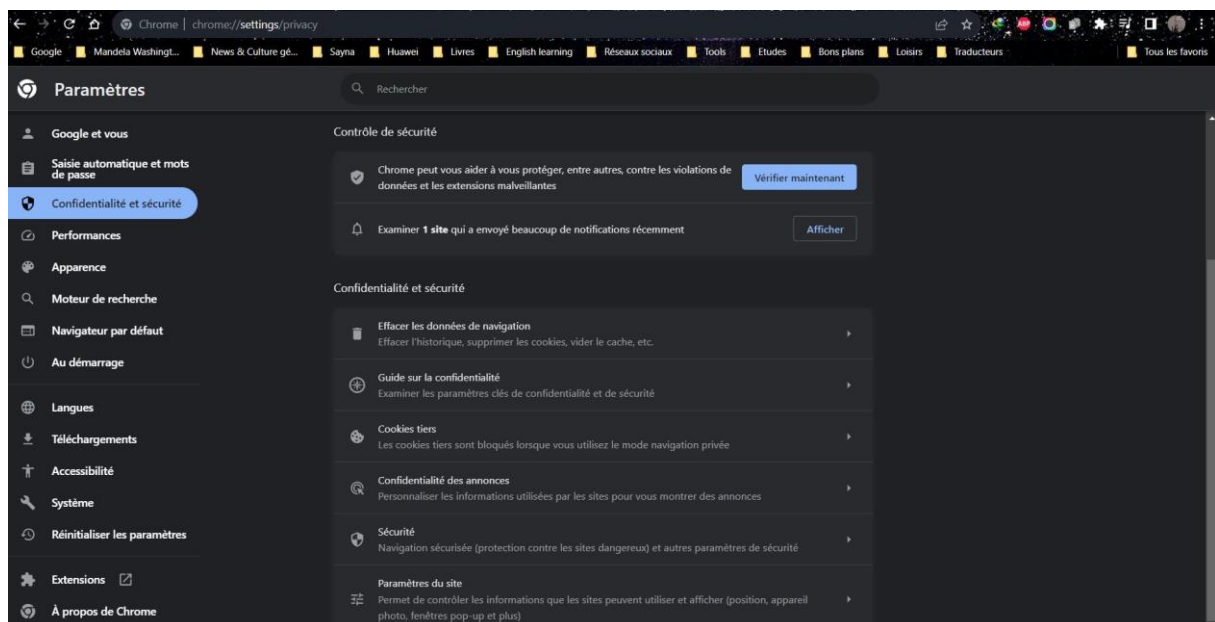 Chrome | chrome://settings/privacy
Google Mandela Washingt... News & Culture gé... Sayna Huawei Livres English learning Réseaux sociaux Tools Etudes Bons plans Loisirs Traducteurs Tous les favoris
Paramètres
Rechercher
Google et vous
Saisie automatique et mots
de passe
Confidentialité et sécurité
Performances
Apparence
Moteur de recherche
Navigateur par défaut
Au démarrage
Langues
Téléchargements
Accessibilité
Système
Réinitialiser les paramètres
Extensions
À propos de Chrome
Contrôle de sécurité
Chrome peut vous aider à vous protéger, entre autres, contre les violations de
données et les extensions malveillantes
Vérifier maintenant
Examiner 1 site qui a envoyé beaucoup de notifications récemment
Afficher
Confidentialité et sécurité
Effacer les données de navigation
Effacer l'historique, supprimer les cookies, vider le cache, etc.
Guide sur la confidentialité
Examiner les paramètres clés de confidentialité et de sécurité
Cookies tiers
Les cookies tiers sont bloqués lorsque vous utilisez le mode navigation privée
Confidentialité des annonces
Personnaliser les informations utilisées par les sites pour vous montrer des annonces
Sécurité
Navigation sécurisée (protection contre les sites dangereux) et autres paramètres de sécurité
Paramètres du site
Permet de contrôler les informations que les sites peuvent utiliser et afficher (position, appareil
photo, fenêtres pop-up et plus)